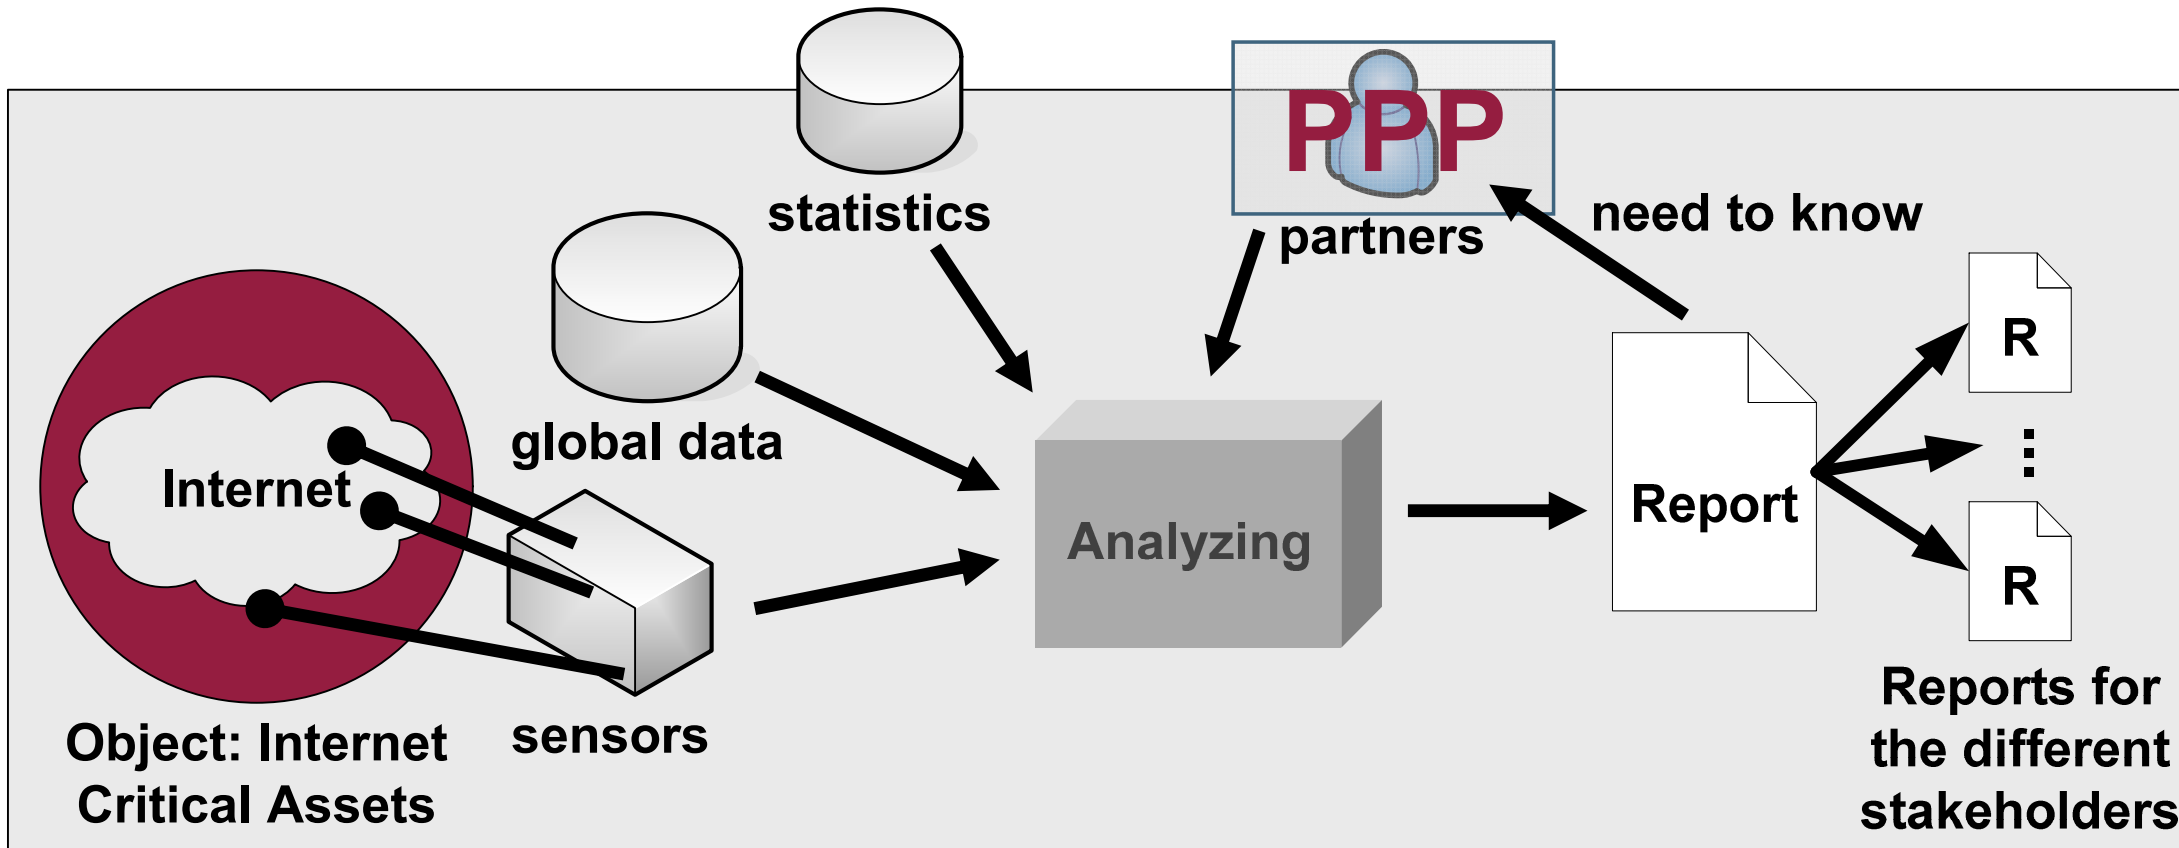 PPP
statistics
partners
need to know
R
global data
Internet
Analyzing
Report
R
sensors
Object: Internet
Critical Assets
Reports for
the different
stakeholders